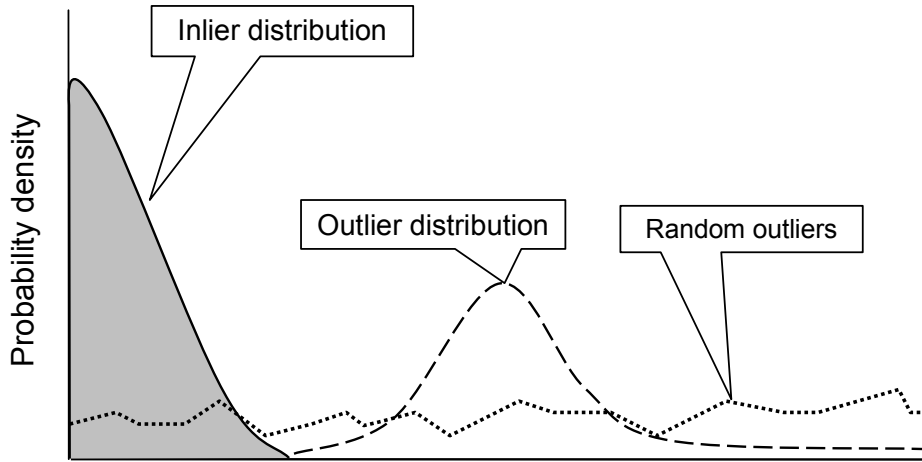 Inlier distribution
Outlier distribution
Random outliers
Probability density